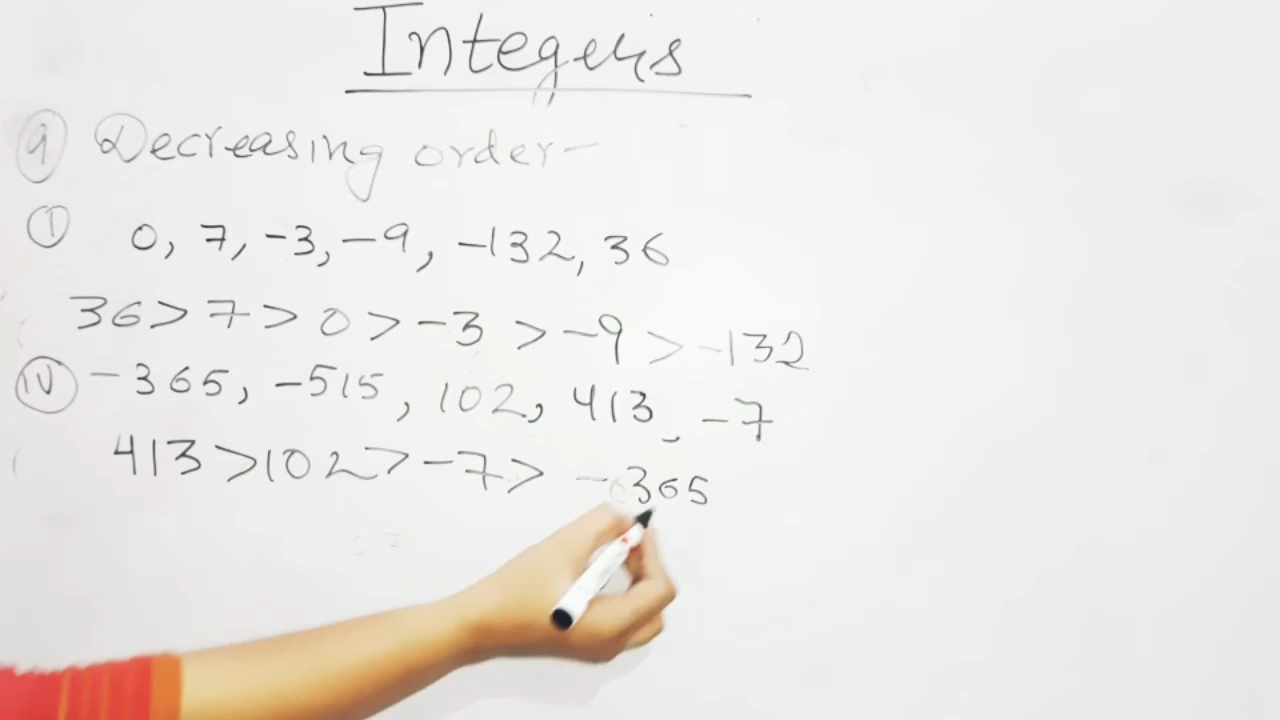 Integers
9 Decreasing order-
I 0, 7, -3, -9, -132, 36
36 > 7 > 0 > -3 > -9 > -132
IV -365, -515, 102, 413, -7
413 > 102 > -7 > -365